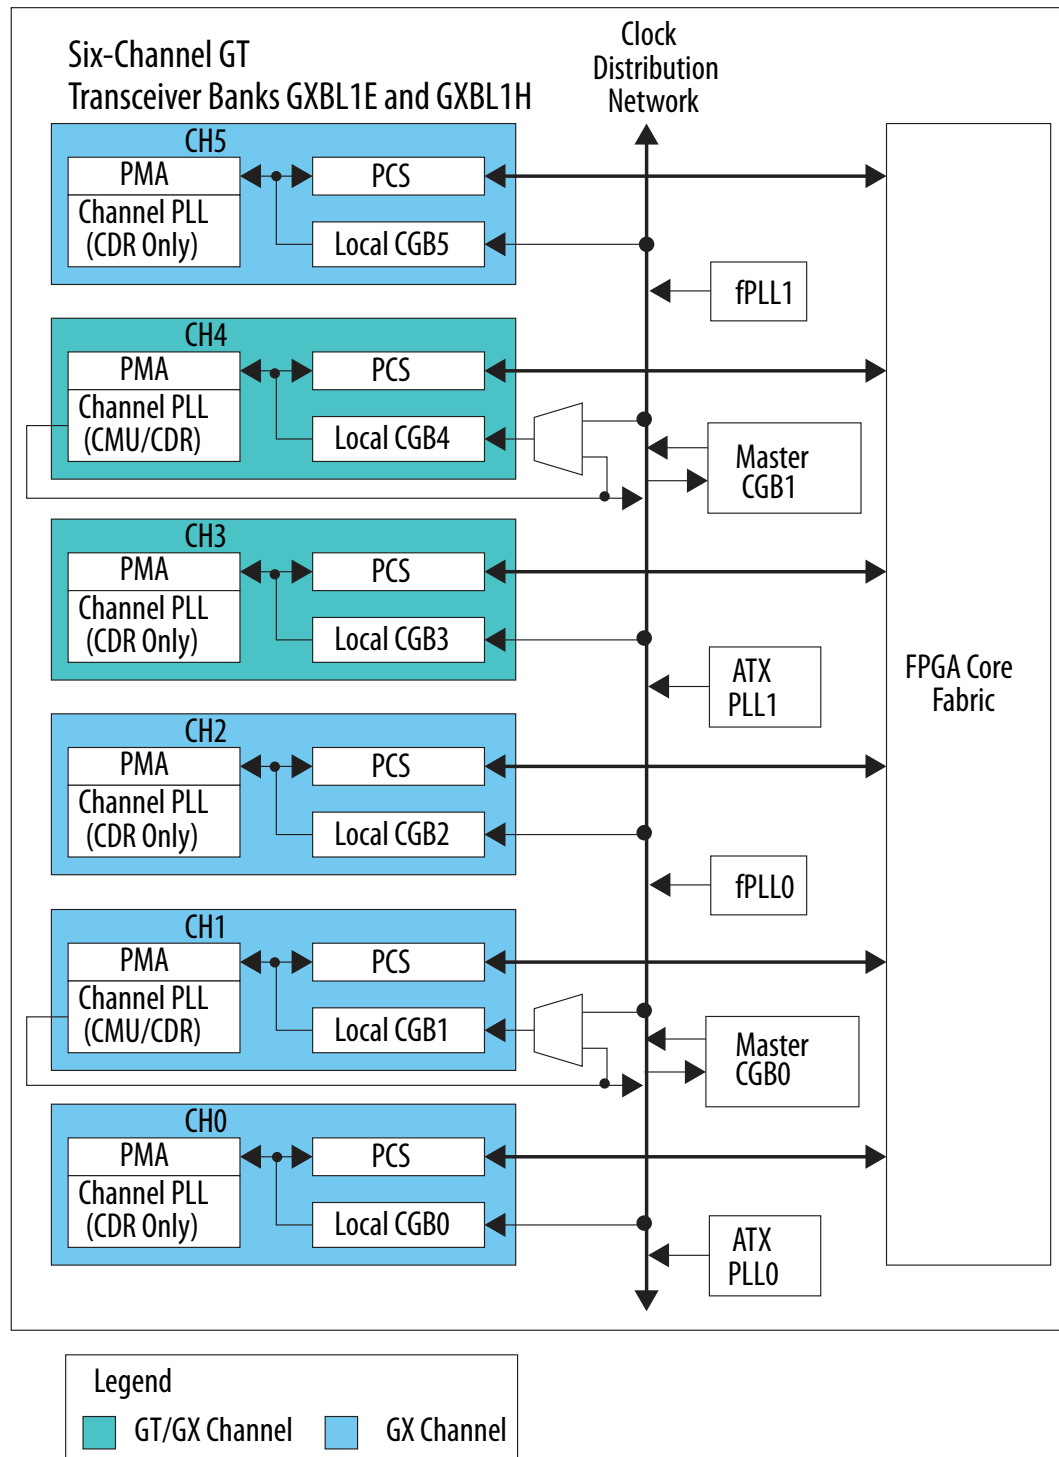 Six-Channel GT
Transceiver Banks GXBL1E and GXBL1H
Clock
Distribution
Network
CH5
PMA
Channel PLL
(CDR Only)
PCS
Local CGB5
fPLL1
CH4
PMA
Channel PLL
(CMU/CDR)
PCS
Local CGB4
Master
CGB1
CH3
PMA
Channel PLL
(CDR Only)
PCS
Local CGB3
ATX
PLL1
FPGA Core
Fabric
CH2
PMA
Channel PLL
(CDR Only)
PCS
Local CGB2
fPLL0
CH1
PMA
Channel PLL
(CMU/CDR)
PCS
Local CGB1
Master
CGB0
CH0
PMA
Channel PLL
(CDR Only)
PCS
Local CGB0
ATX
PLL0
Legend
GT/GX Channel
GX Channel